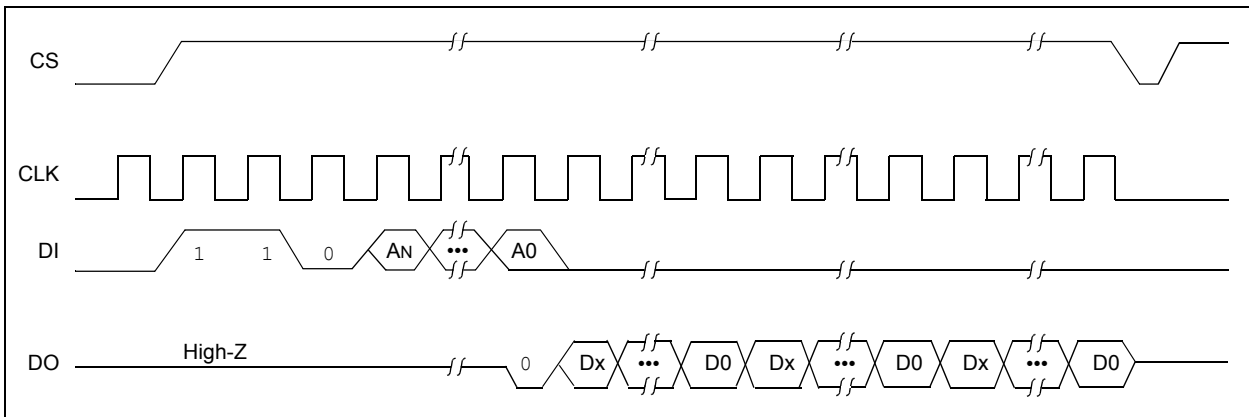 CS
CLK
DI 1 1 0 AN ••• A0
DO High-Z 0 Dx ••• D0 Dx ••• D0 Dx ••• D0